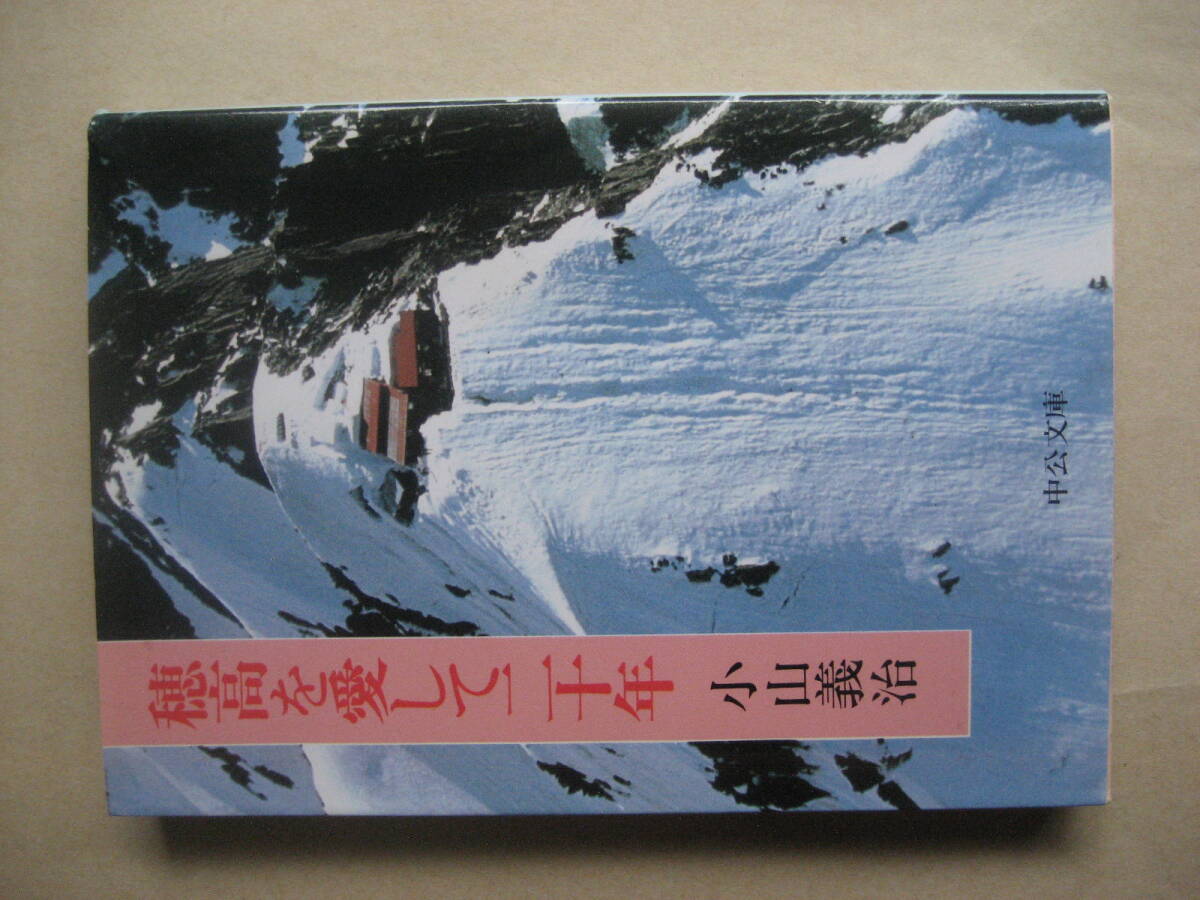 穂高を愛して二十年
小山義治
中公文庫